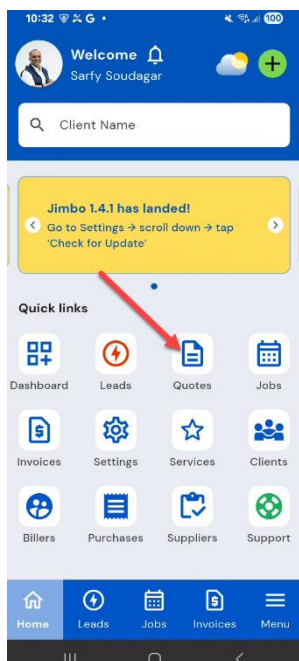 10:32
100
Welcome
Sarfy Soudagar
Client Name
Jimbo 1.4.1 has landed!
Go to Settings → scroll down → tap
'Check for Update'
Quick links
Dashboard Leads Quotes Jobs
Invoices Settings Services Clients
Billers Purchases Suppliers Support
Home Leads Jobs Invoices Menu